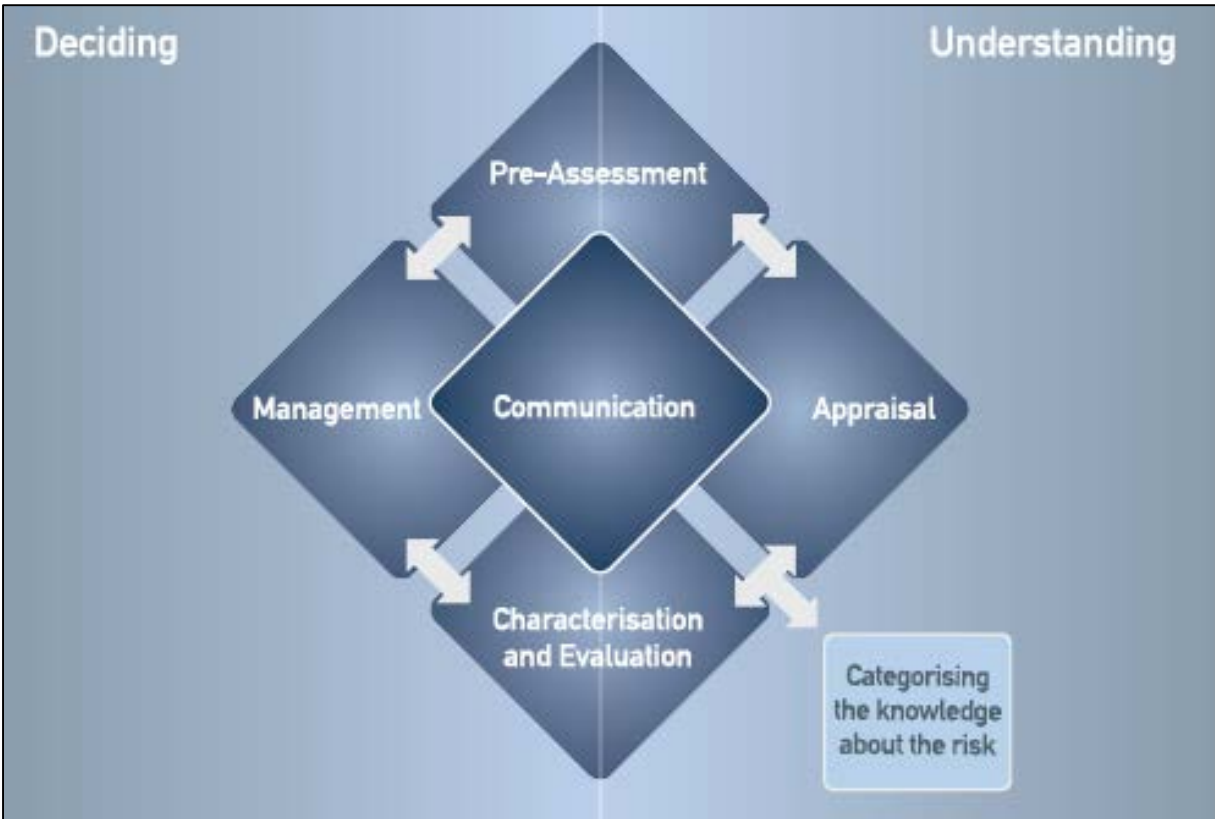 Deciding
Understanding
Pre-Assessment
Management
Communication
Appraisal
Characterisation
and Evaluation
Categorising
the knowledge
about the risk